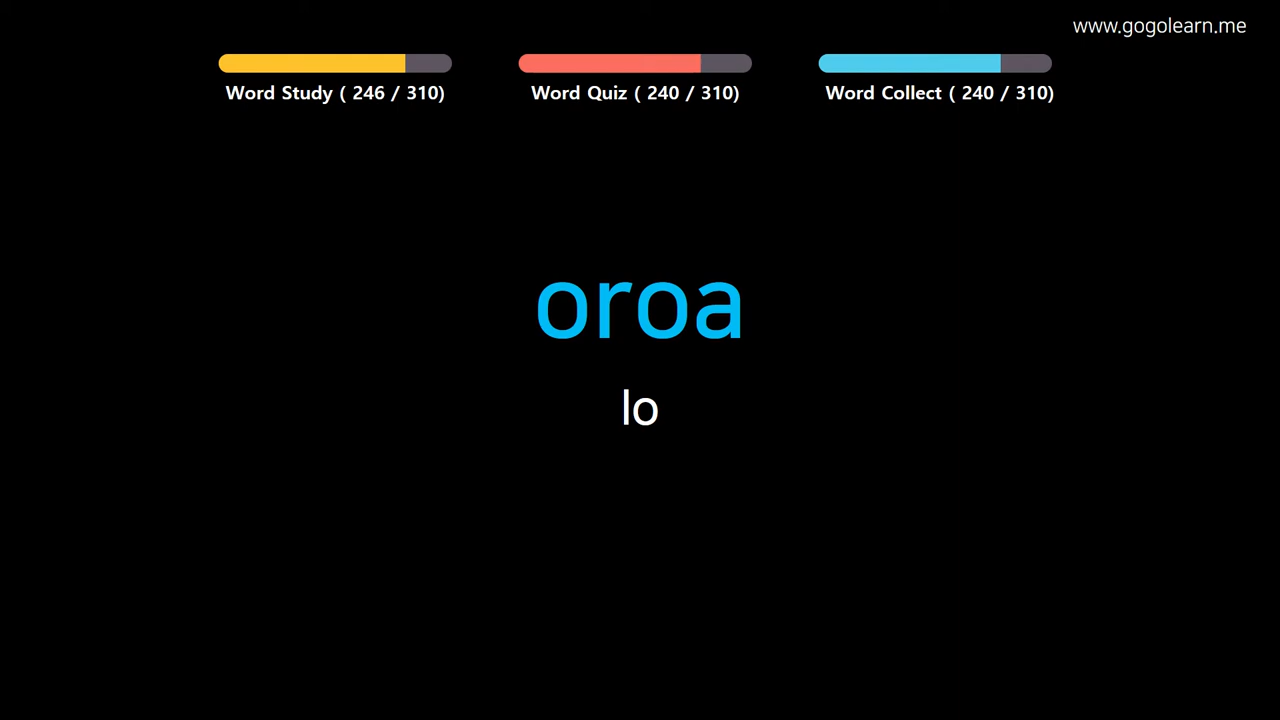 www.gogolearn.me
Word Study ( 246 / 310)
Word Quiz ( 240 / 310)
Word Collect ( 240 / 310)
oroa
lo